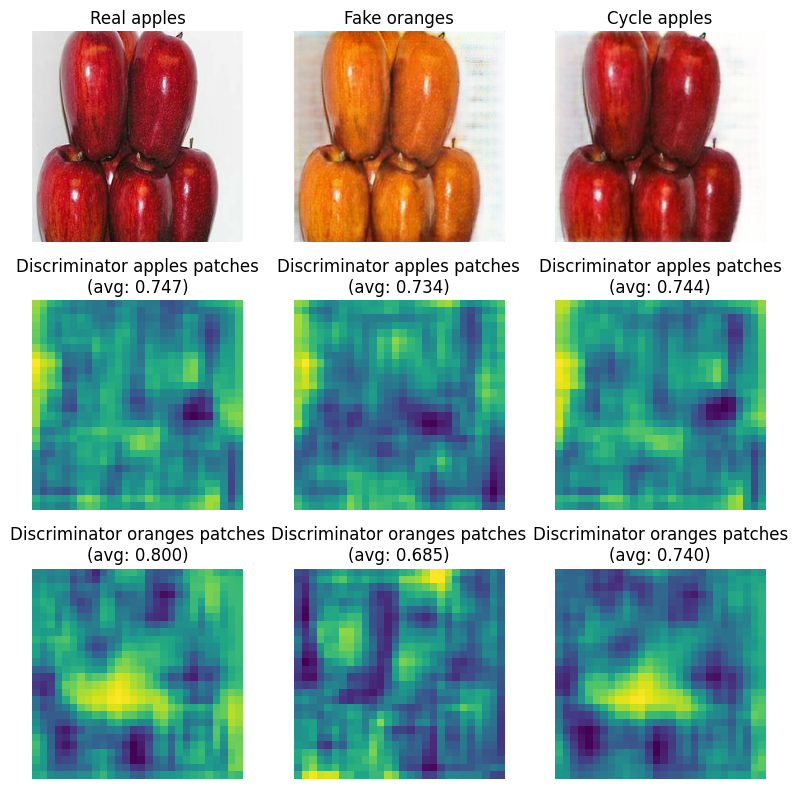 Real apples
Fake oranges
Cycle apples
Discriminator apples patches
(avg: 0.747)
Discriminator apples patches
(avg: 0.734)
Discriminator apples patches
(avg: 0.744)
Discriminator oranges patches
(avg: 0.800)
Discriminator oranges patches
(avg: 0.685)
Discriminator oranges patches
(avg: 0.740)